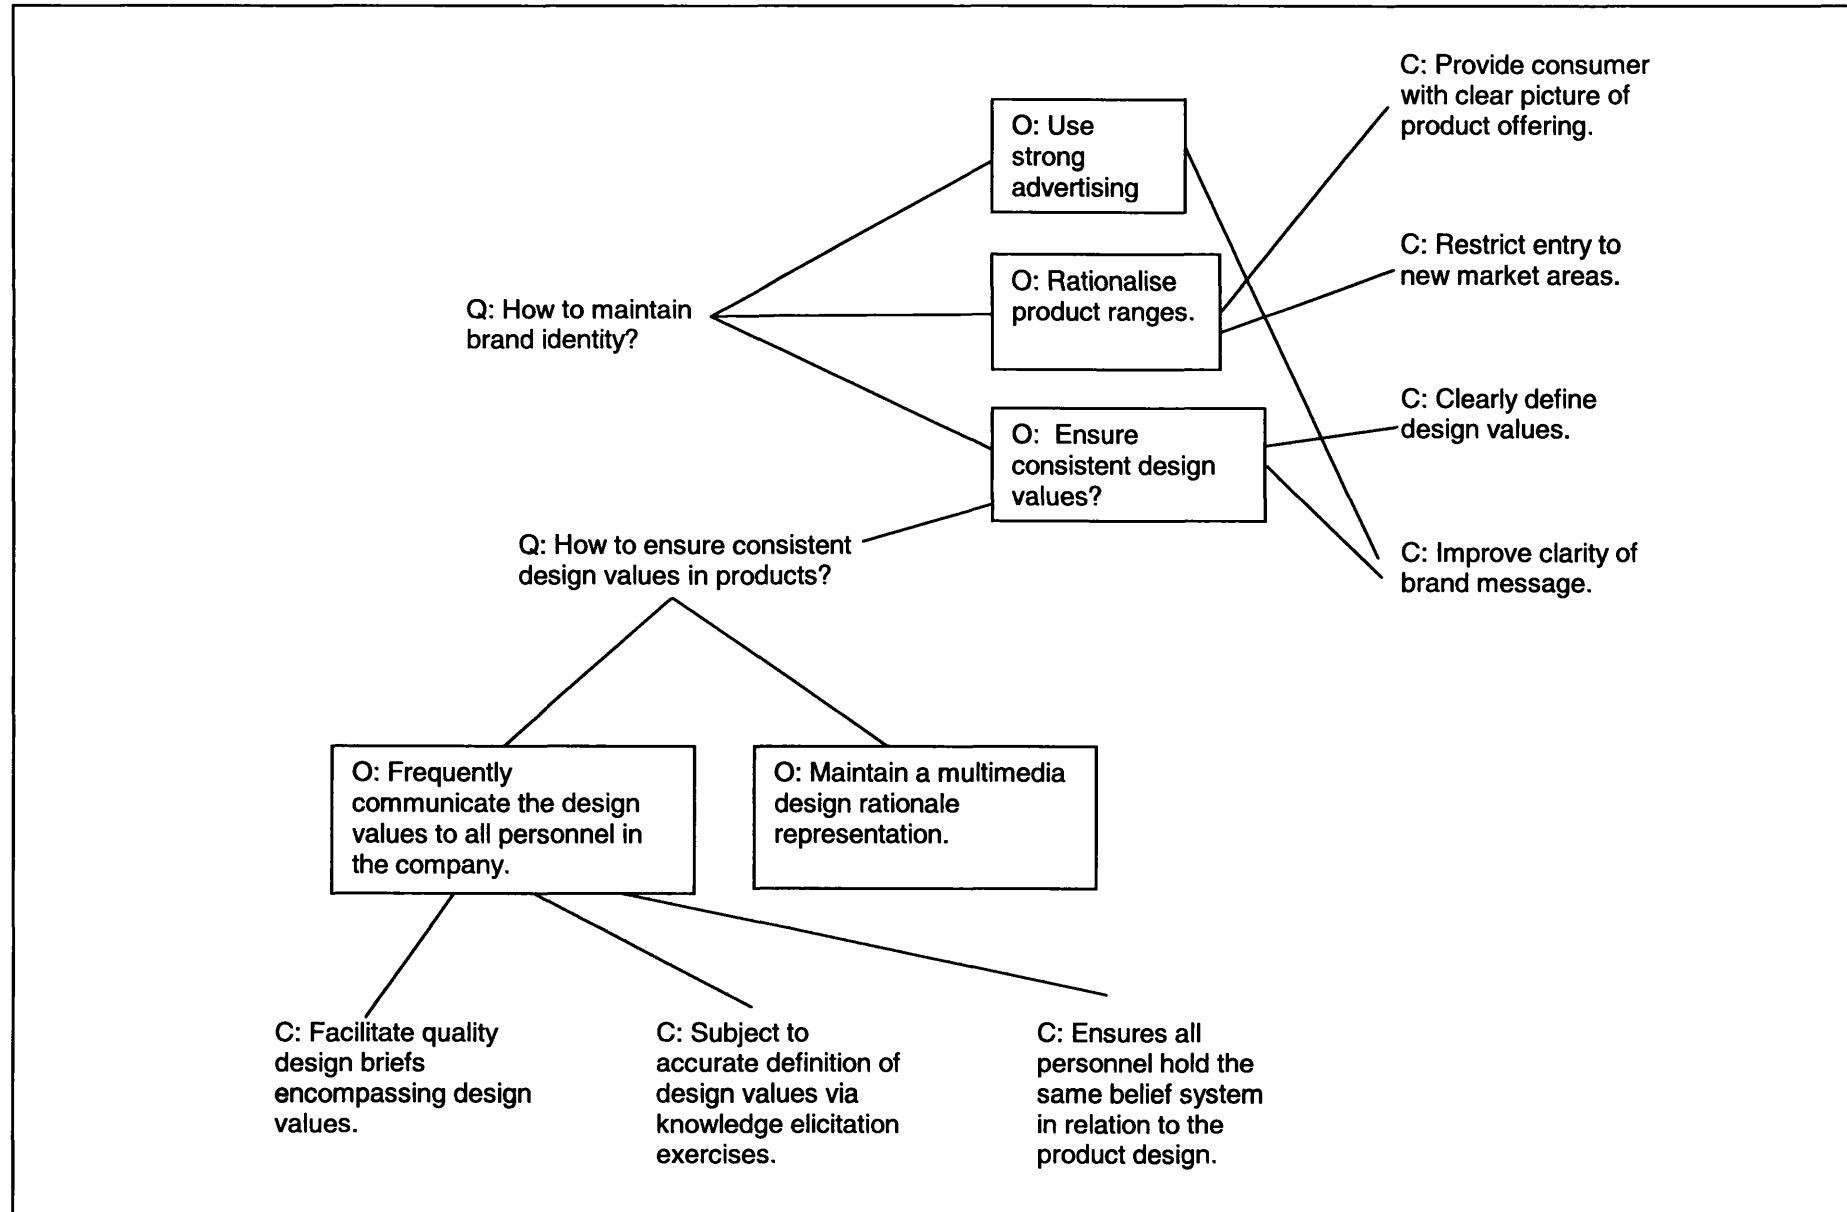 C: Provide consumer
with clear picture of
product offering.
O: Use
strong
advertising
C: Restrict entry to
new market areas.
O: Rationalise
product ranges.
Q: How to maintain
brand identity?
C: Clearly define
design values.
O: Ensure
consistent design
values?
Q: How to ensure consistent
design values in products?
C: Improve clarity of
brand message.
O: Frequently
communicate the design
values to all personnel in
the company.
O: Maintain a multimedia
design rationale
representation.
C: Facilitate quality
design briefs
encompassing design
values.
C: Subject to
accurate definition of
design values via
knowledge elicitation
exercises.
C: Ensures all
personnel hold the
same belief system
in relation to the
product design.